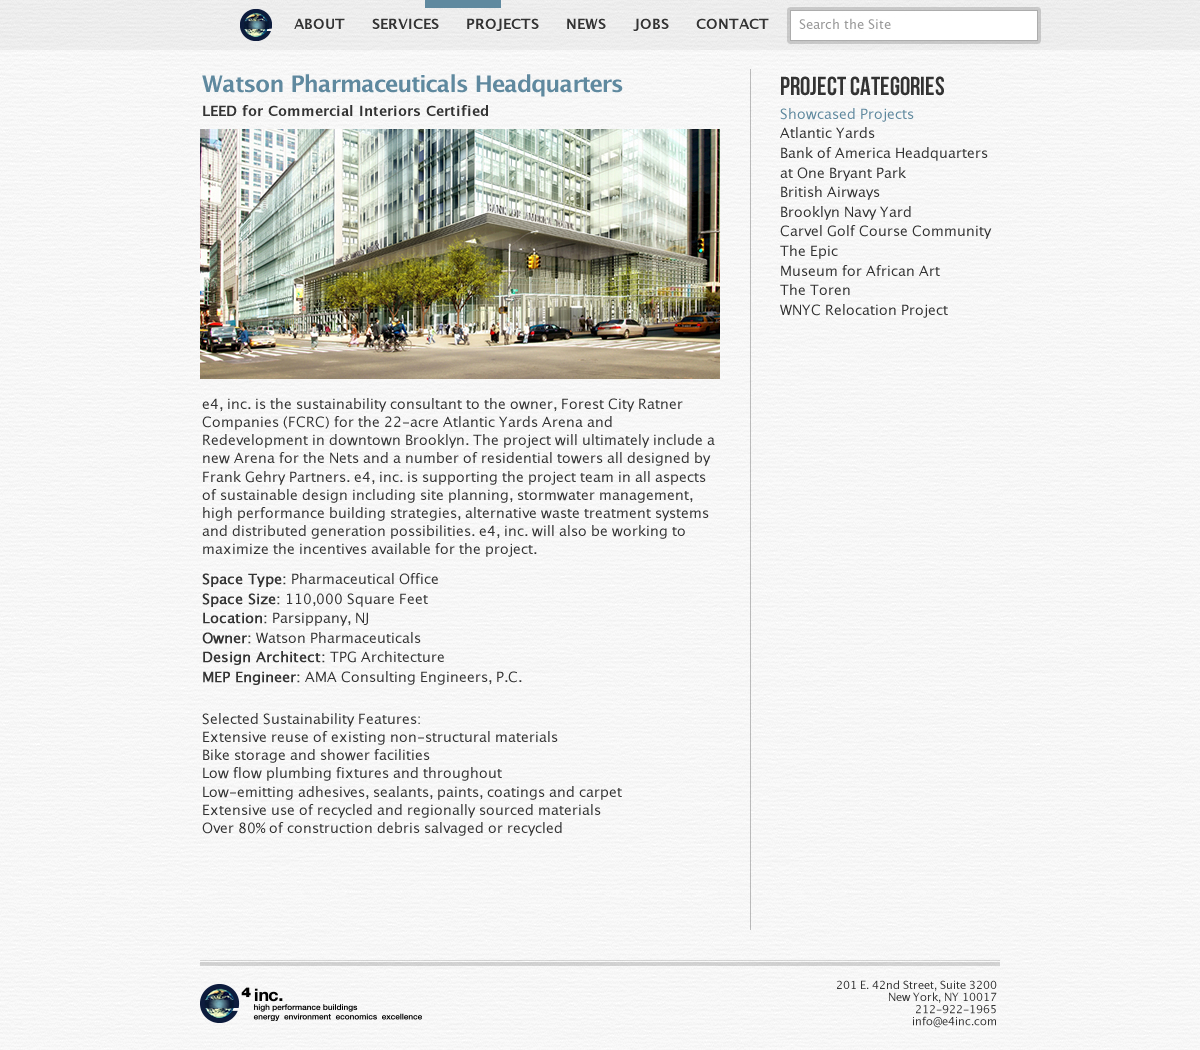 ABOUT SERVICES PROJECTS NEWS JOBS CONTACT Search the Site
Watson Pharmaceuticals Headquarters
LEED for Commercial Interiors Certified
e4, inc. is the sustainability consultant to the owner, Forest City Ratner
Companies (FCRC) for the 22-acre Atlantic Yards Arena and
Redevelopment in downtown Brooklyn. The project will ultimately include a
new Arena for the Nets and a number of residential towers all designed by
Frank Gehry Partners. e4, inc. is supporting the project team in all aspects
of sustainable design including site planning, stormwater management,
high performance building strategies, alternative waste treatment systems
and distributed generation possibilities. e4, inc. will also be working to
maximize the incentives available for the project.
Space Type: Pharmaceutical Office
Space Size: 110,000 Square Feet
Location: Parsippany, NJ
Owner: Watson Pharmaceuticals
Design Architect: TPG Architecture
MEP Engineer: AMA Consulting Engineers, P.C.
Selected Sustainability Features:
Extensive reuse of existing non-structural materials
Bike storage and shower facilities
Low flow plumbing fixtures and throughout
Low-emitting adhesives, sealants, paints, coatings and carpet
Extensive use of recycled and regionally sourced materials
Over 80% of construction debris salvaged or recycled
PROJECT CATEGORIES
Showcased Projects
Atlantic Yards
Bank of America Headquarters
at One Bryant Park
British Airways
Brooklyn Navy Yard
Carvel Golf Course Community
The Epic
Museum for African Art
The Toren
WNYC Relocation Project
4 inc.
high performance buildings
energy environment economics excellence
201 E. 42nd Street, Suite 3200
New York, NY 10017
212-922-1965
info@e4inc.com